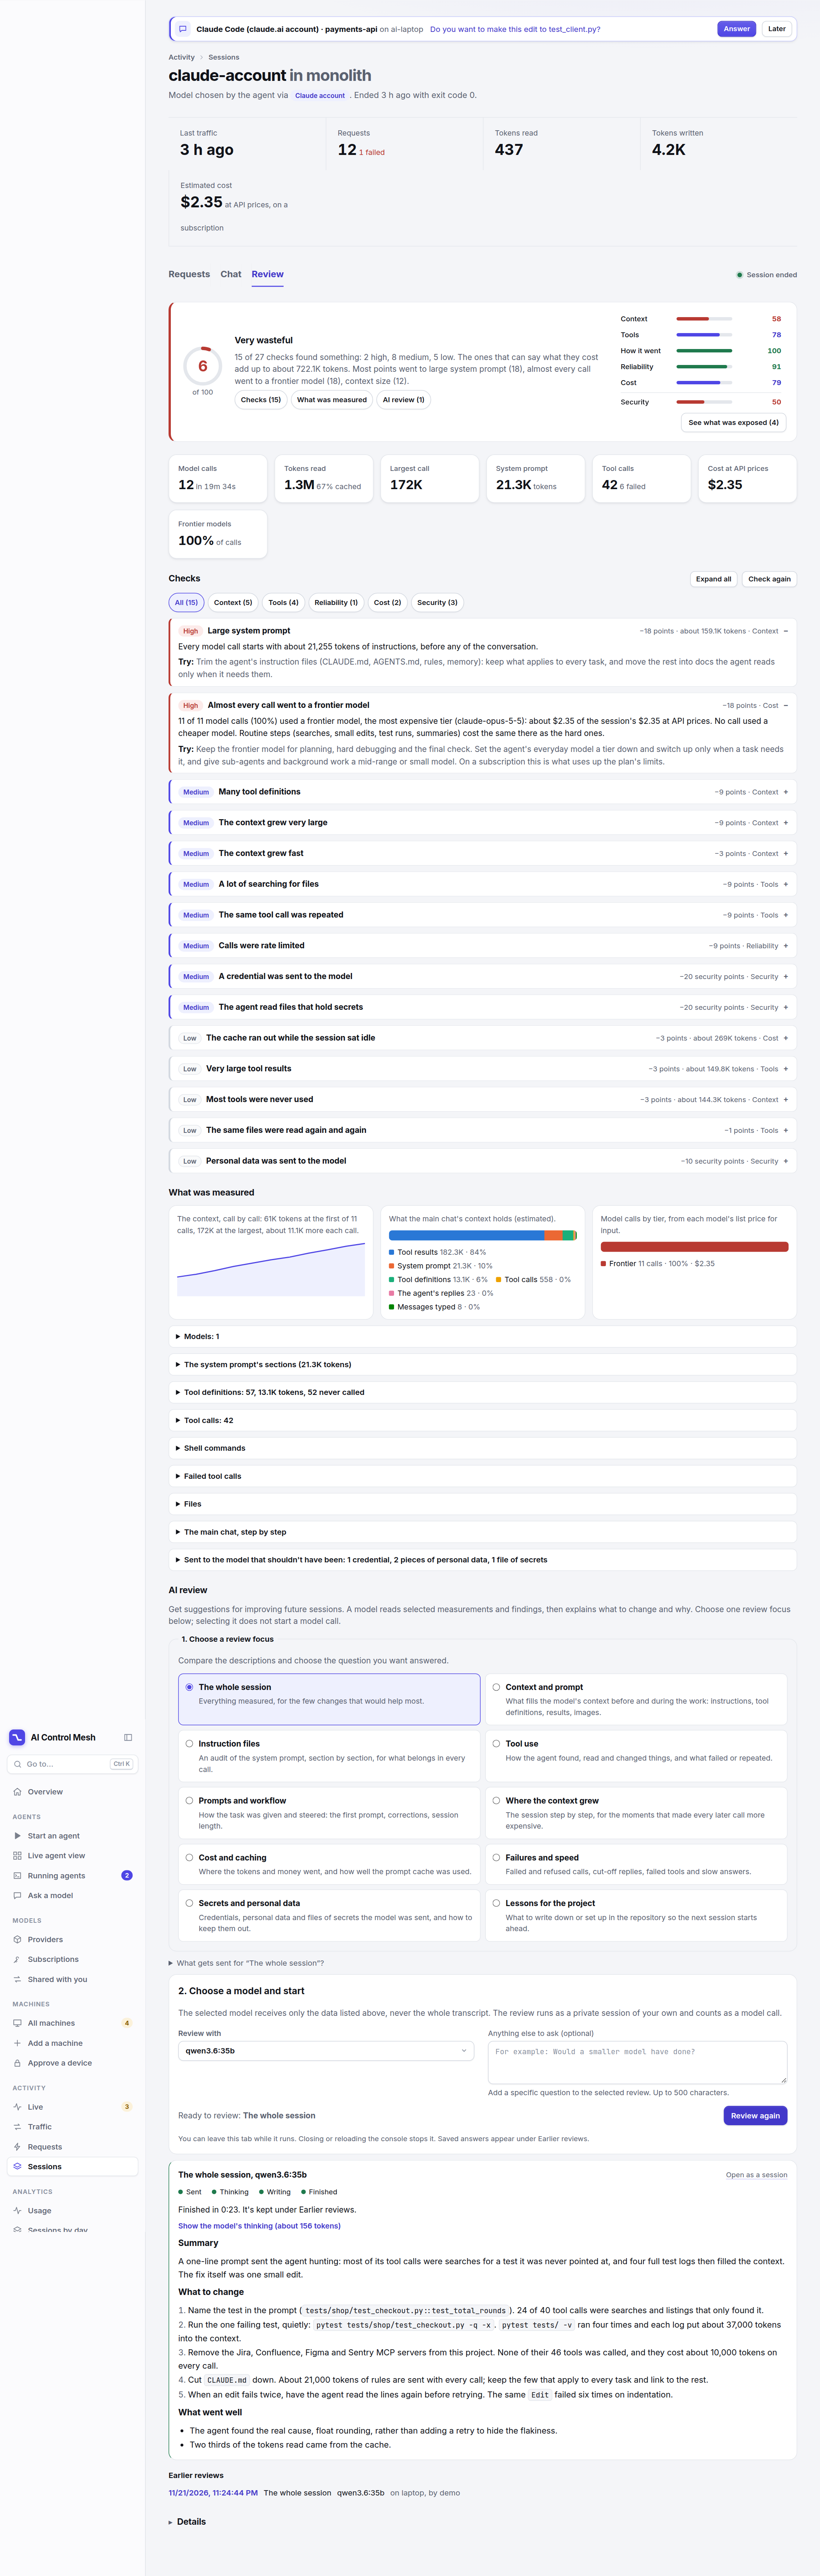 Claude Code (claude.ai account) · payments-api on ai-laptop Do you want to make this edit to test_client.py?
Answer
Later
Activity › Sessions
claude-account in monolith
Model chosen by the agent via Claude account . Ended 3 h ago with exit code 0.
Last traffic
3 h ago
Requests
12 1 failed
Tokens read
437
Tokens written
4.2K
Estimated cost
$2.35 at API prices, on a
subscription
Requests Chat Review
Session ended
6
of 100
Very wasteful
15 of 27 checks found something: 2 high, 8 medium, 5 low. The ones that can say what they cost
add up to about 722.1K tokens. Most points went to large system prompt (18), almost every call
went to a frontier model (18), context size (12).
Checks (15) What was measured AI review (1)
Context 58
Tools 78
How it went 100
Reliability 91
Cost 79
Security 50
See what was exposed (4)
Model calls
12 in 19m 34s
Tokens read
1.3M 67% cached
Largest call
172K
System prompt
21.3K tokens
Tool calls
42 6 failed
Cost at API prices
$2.35
Frontier models
100% of calls
Checks
Expand all Check again
All (15) Context (5) Tools (4) Reliability (1) Cost (2) Security (3)
High Large system prompt −18 points · about 159.1K tokens · Context −
Every model call starts with about 21,255 tokens of instructions, before any of the conversation.
Try: Trim the agent's instruction files (CLAUDE.md, AGENTS.md, rules, memory): keep what applies to every task, and move the rest into docs the agent reads
only when it needs them.
High Almost every call went to a frontier model −18 points · Cost −
11 of 11 model calls (100%) used a frontier model, the most expensive tier (claude-opus-5-5): about $2.35 of the session's $2.35 at API prices. No call used a
cheaper model. Routine steps (searches, small edits, test runs, summaries) cost the same there as the hard ones.
Try: Keep the frontier model for planning, hard debugging and the final check. Set the agent's everyday model a tier down and switch up only when a task needs
it, and give sub-agents and background work a mid-range or small model. On a subscription this is what uses up the plan's limits.
Medium Many tool definitions −9 points · Context +
Medium The context grew very large −9 points · Context +
Medium The context grew fast −3 points · Context +
Medium A lot of searching for files −9 points · Tools +
Medium The same tool call was repeated −9 points · Tools +
Medium Calls were rate limited −9 points · Reliability +
Medium A credential was sent to the model −20 security points · Security +
Medium The agent read files that hold secrets −20 security points · Security +
Low The cache ran out while the session sat idle −3 points · about 269K tokens · Cost +
Low Very large tool results −3 points · about 149.8K tokens · Tools +
Low Most tools were never used −3 points · about 144.3K tokens · Context +
Low The same files were read again and again −1 points · Tools +
Low Personal data was sent to the model −10 security points · Security +
What was measured
The context, call by call: 61K tokens at the first of 11
calls, 172K at the largest, about 11.1K more each call.
What the main chat's context holds (estimated).
Tool results 182.3K · 84%
System prompt 21.3K · 10%
Tool definitions 13.1K · 6% Tool calls 558 · 0%
The agent's replies 23 · 0%
Messages typed 8 · 0%
Model calls by tier, from each model's list price for
input.
Frontier 11 calls · 100% · $2.35
Models: 1
The system prompt's sections (21.3K tokens)
Tool definitions: 57, 13.1K tokens, 52 never called
Tool calls: 42
Shell commands
Failed tool calls
Files
The main chat, step by step
Sent to the model that shouldn't have been: 1 credential, 2 pieces of personal data, 1 file of secrets
AI review
Get suggestions for improving future sessions. A model reads selected measurements and findings, then explains what to change and why. Choose one review focus
below; selecting it does not start a model call.
1. Choose a review focus
Compare the descriptions and choose the question you want answered.
The whole session
Everything measured, for the few changes that would help most.
Context and prompt
What fills the model's context before and during the work: instructions, tool
definitions, results, images.
Instruction files
An audit of the system prompt, section by section, for what belongs in every
call.
Tool use
How the agent found, read and changed things, and what failed or repeated.
Prompts and workflow
How the task was given and steered: the first prompt, corrections, session
length.
Where the context grew
The session step by step, for the moments that made every later call more
expensive.
Cost and caching
Where the tokens and money went, and how well the prompt cache was used.
Failures and speed
Failed and refused calls, cut-off replies, failed tools and slow answers.
Secrets and personal data
Credentials, personal data and files of secrets the model was sent, and how to
keep them out.
Lessons for the project
What to write down or set up in the repository so the next session starts
ahead.
What gets sent for “The whole session”?
2. Choose a model and start
The selected model receives only the data listed above, never the whole transcript. The review runs as a private session of your own and counts as a model call.
Review with
qwen3.6:35b
Anything else to ask (optional)
For example: Would a smaller model have done?
Add a specific question to the selected review. Up to 500 characters.
Ready to review: The whole session
Review again
You can leave this tab while it runs. Closing or reloading the console stops it. Saved answers appear under Earlier reviews.
The whole session, qwen3.6:35b
Open as a session
Sent Thinking Writing Finished
Finished in 0:23. It's kept under Earlier reviews.
Show the model's thinking (about 156 tokens)
Summary
A one-line prompt sent the agent hunting: most of its tool calls were searches for a test it was never pointed at, and four full test logs then filled the context.
The fix itself was one small edit.
What to change
1. Name the test in the prompt ( tests/shop/test_checkout.py::test_total_rounds ). 24 of 40 tool calls were searches and listings that only found it.
2. Run the one failing test, quietly: pytest tests/shop/test_checkout.py -q -x . pytest tests/ -v ran four times and each log put about 37,000 tokens
into the context.
3. Remove the Jira, Confluence, Figma and Sentry MCP servers from this project. None of their 46 tools was called, and they cost about 10,000 tokens on
every call.
4. Cut CLAUDE.md down. About 21,000 tokens of rules are sent with every call; keep the few that apply to every task and link to the rest.
5. When an edit fails twice, have the agent read the lines again before retrying. The same Edit failed six times on indentation.
What went well
• The agent found the real cause, float rounding, rather than adding a retry to hide the flakiness.
• Two thirds of the tokens read came from the cache.
Earlier reviews
11/21/2026, 11:24:44 PM The whole session qwen3.6:35b on laptop, by demo
Details
AI Control Mesh
Go to... Ctrl K
Overview
AGENTS
Start an agent
Live agent view
Running agents 2
Ask a model
MODELS
Providers
Subscriptions
Shared with you
MACHINES
All machines 4
Add a machine
Approve a device
ACTIVITY
Live 3
Traffic
Requests
Sessions
ANALYTICS
Usage
Sessions by day